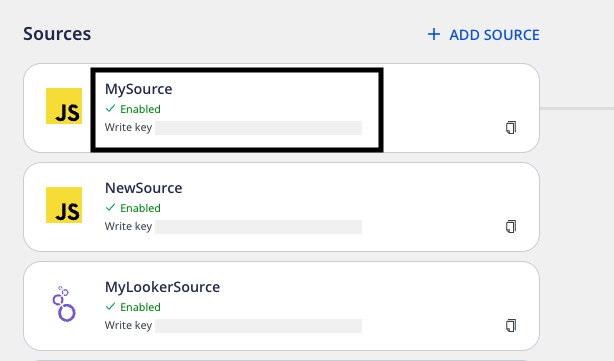 Sources
+ ADD SOURCE
JS
MySource
✓ Enabled
Write key
JS
NewSource
✓ Enabled
Write key
MyLookerSource
✓ Enabled
Write key